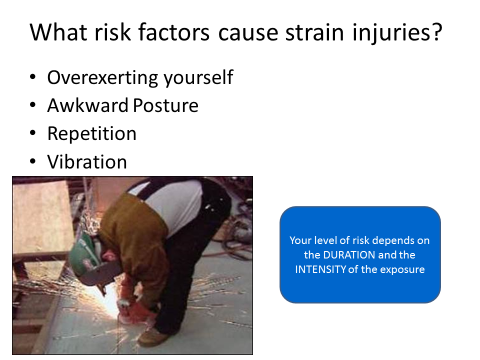 What risk factors cause strain injuries?
• Overexerting yourself
• Awkward Posture
• Repetition
• Vibration
Your level of risk depends on
the DURATION and the
INTENSITY of the exposure